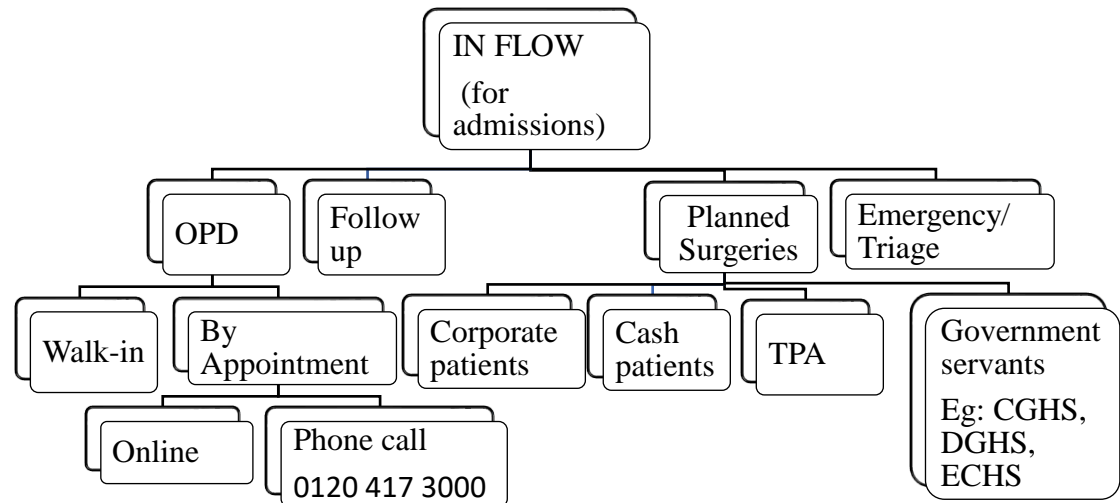 IN FLOW
(for
admissions)
OPD
Follow
up
Planned
Surgeries
Emergency/
Triage
Walk-in
By
Appointment
Corporate
patients
Cash
patients
TPA
Government
servants
Eg: CGHS,
DGHS,
ECHS
Online
Phone call
0120 417 3000